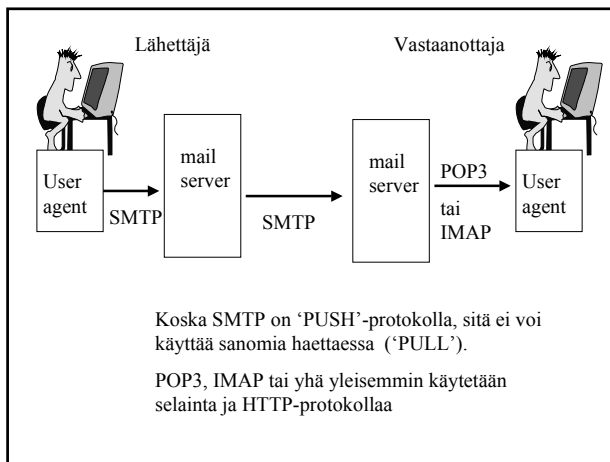 Lähettäjä
Vastaanottaja
User
agent
SMTP
mail
server
SMTP
mail
server
POP3
tai
IMAP
User
agent
Koska SMTP on ‘PUSH’-protokolla, sitä ei voi
käyttää sanomia haettaessa (‘PULL’).
POP3, IMAP tai yhä yleisemmin käytetään
selainta ja HTTP-protokollaa